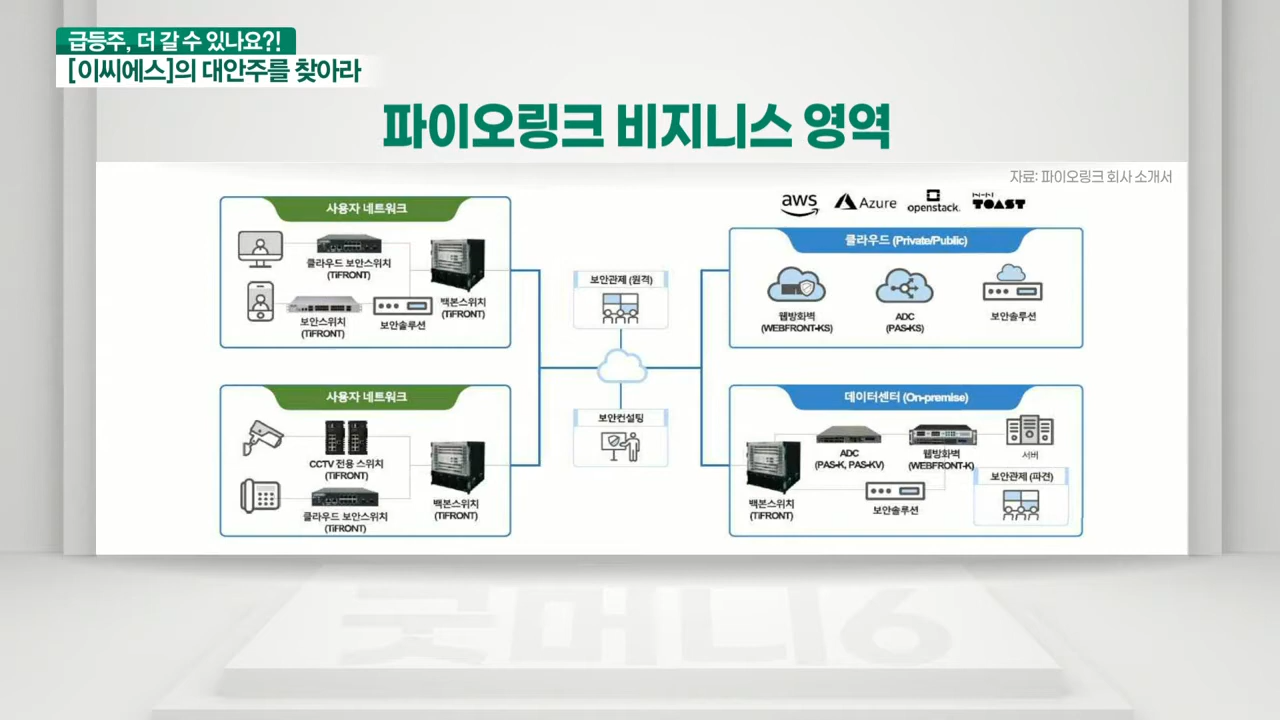 급등주, 더 갈 수 있나요?!
[이씨에스]의 대안주를 찾아라
파이오링크 비지니스 영역
자료: 파이오링크 회사 소개서
사용자 네트워크
클라우드 보안스위치
(TiFRONT)
보안스위치
(TiFRONT)
보안솔루션
백본스위치
(TiFRONT)
사용자 네트워크
CCTV 전용 스위치
(TiFRONT)
클라우드 보안스위치
(TiFRONT)
백본스위치
(TiFRONT)
보안관제 (원격)
보안컨설팅
aws
Azure
openstack.
NHN
TOAST
클라우드 (Private/Public)
웹방화벽
(WEBFRONT-KS)
ADC
(PAS-KS)
보안솔루션
데이터센터 (On-premise)
백본스위치
(TiFRONT)
ADC
(PAS-K, PAS-KV)
웹방화벽
(WEBFRONT-K)
서버
보안솔루션
보안관제 (파견)
굿머니6